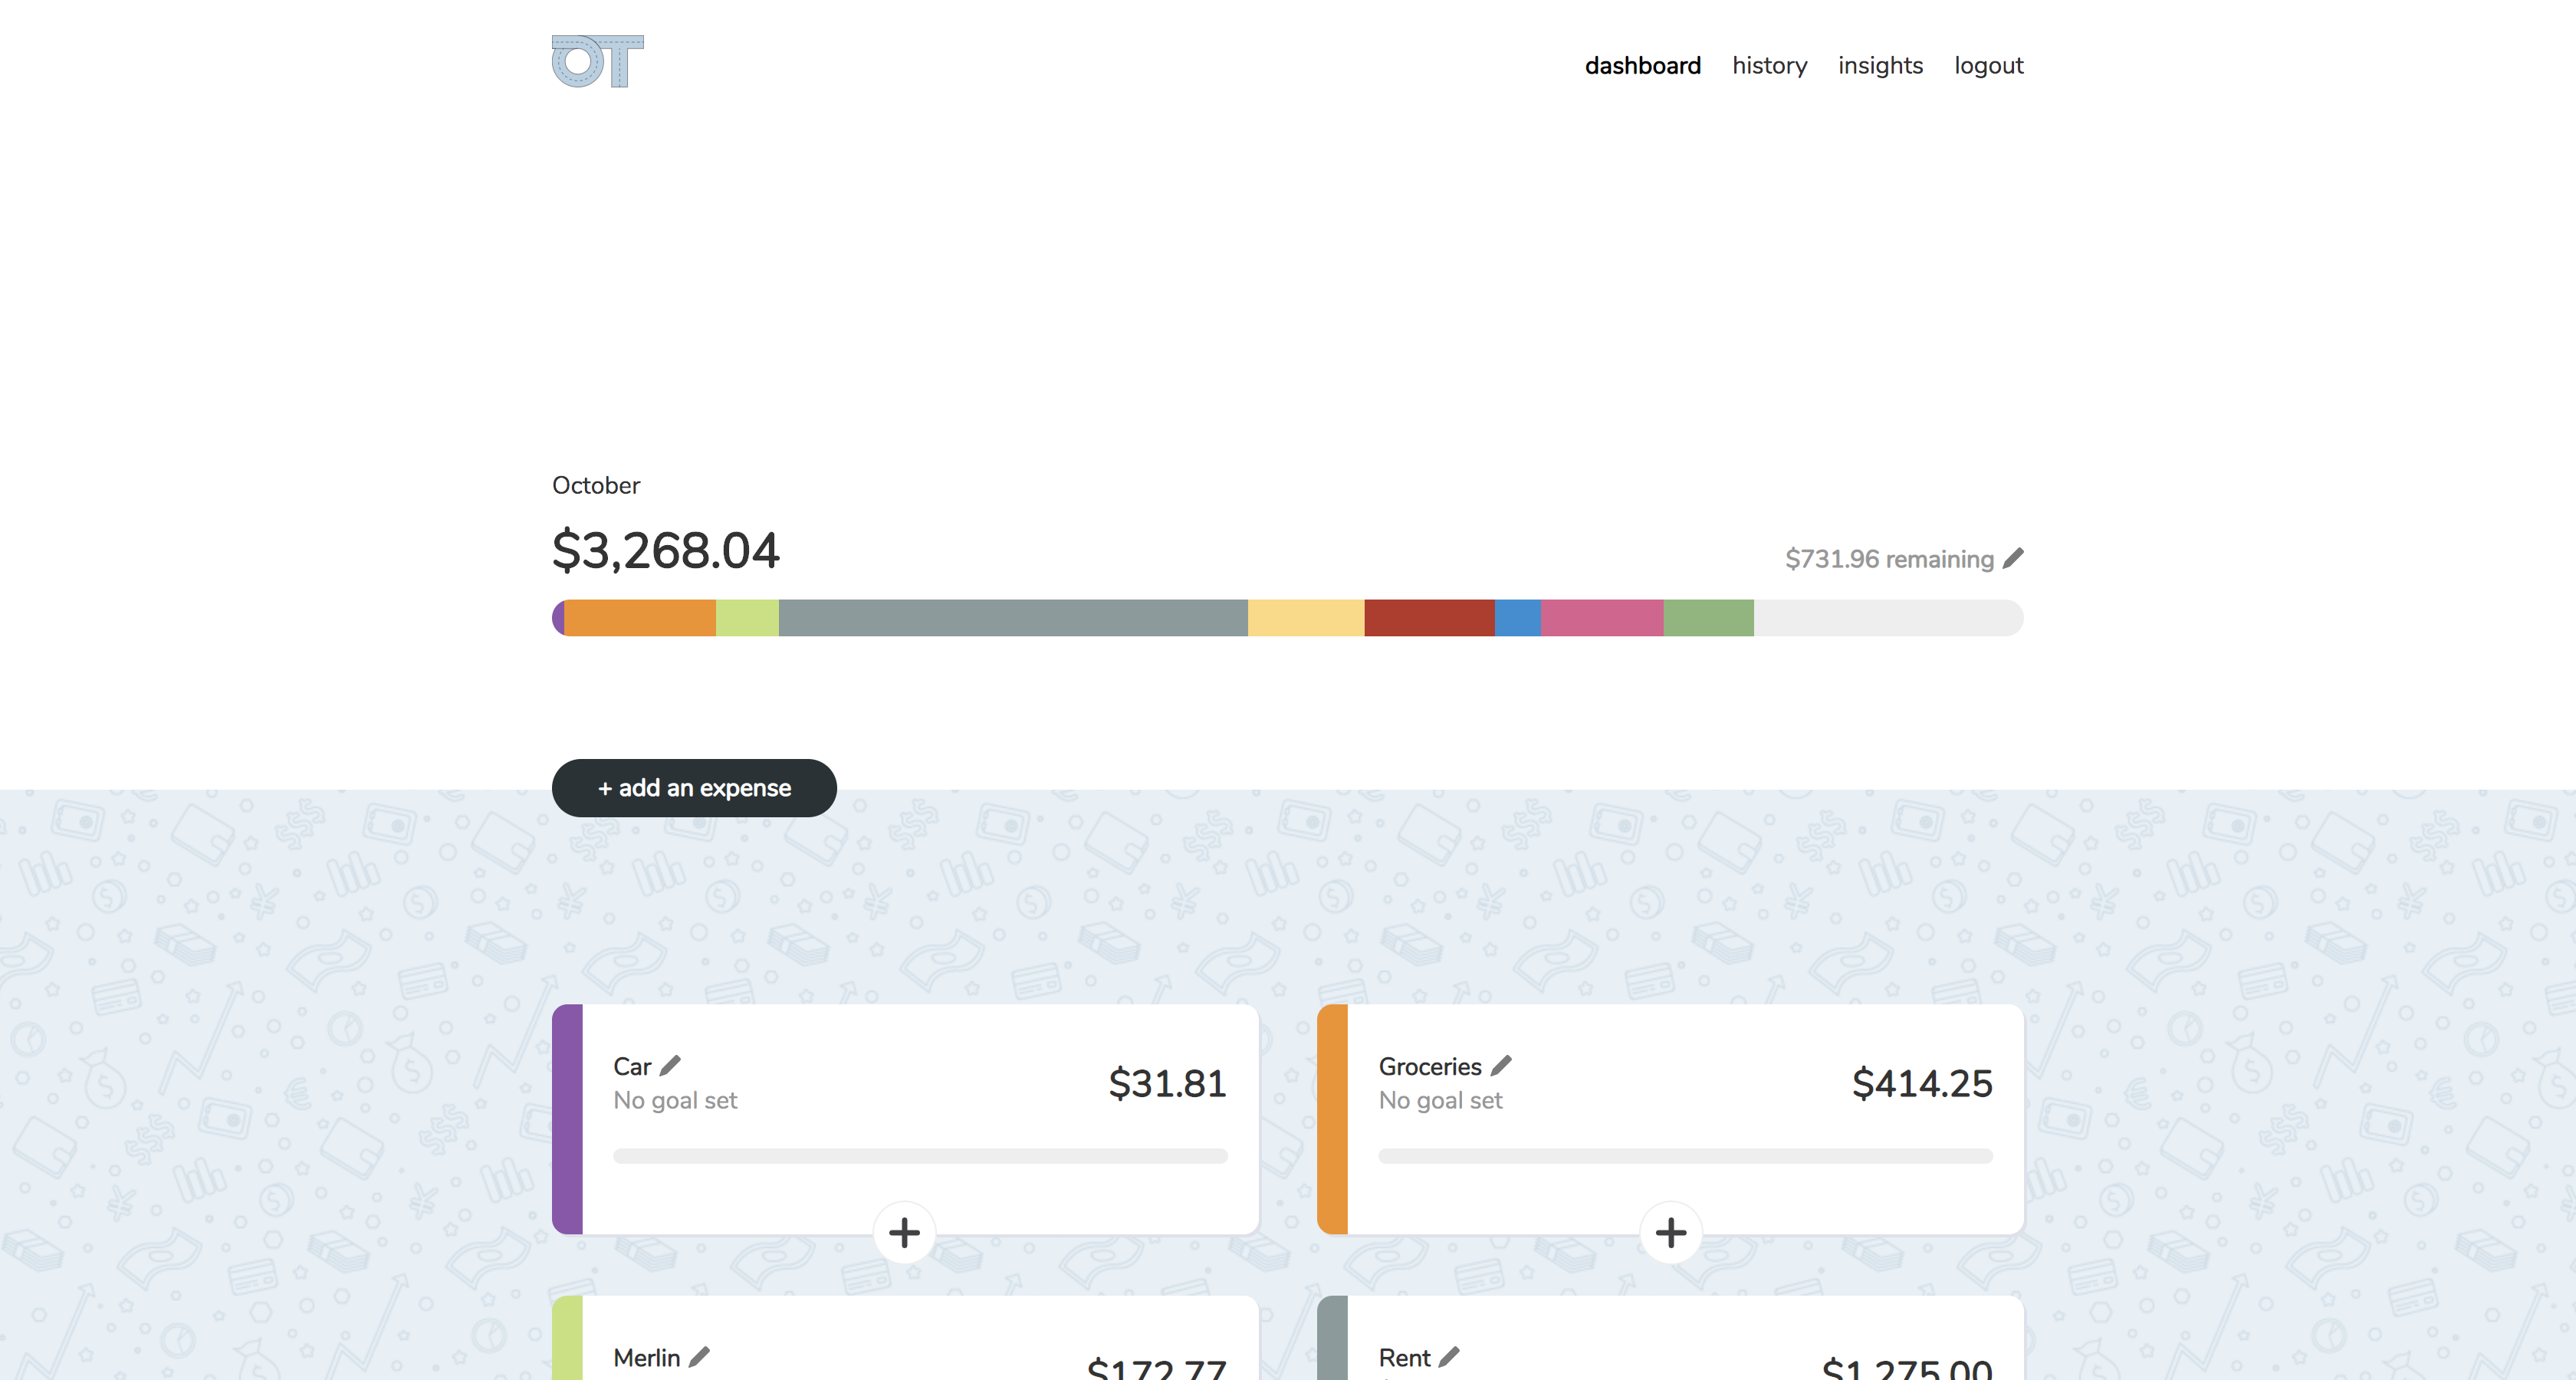 OT
dashboard history insights logout
October
$3,268.04
$731.96 remaining
+ add an expense
Car
No goal set
$31.81
Groceries
No goal set
$414.25
Merlin
$172.77
Rent
$1,275.00